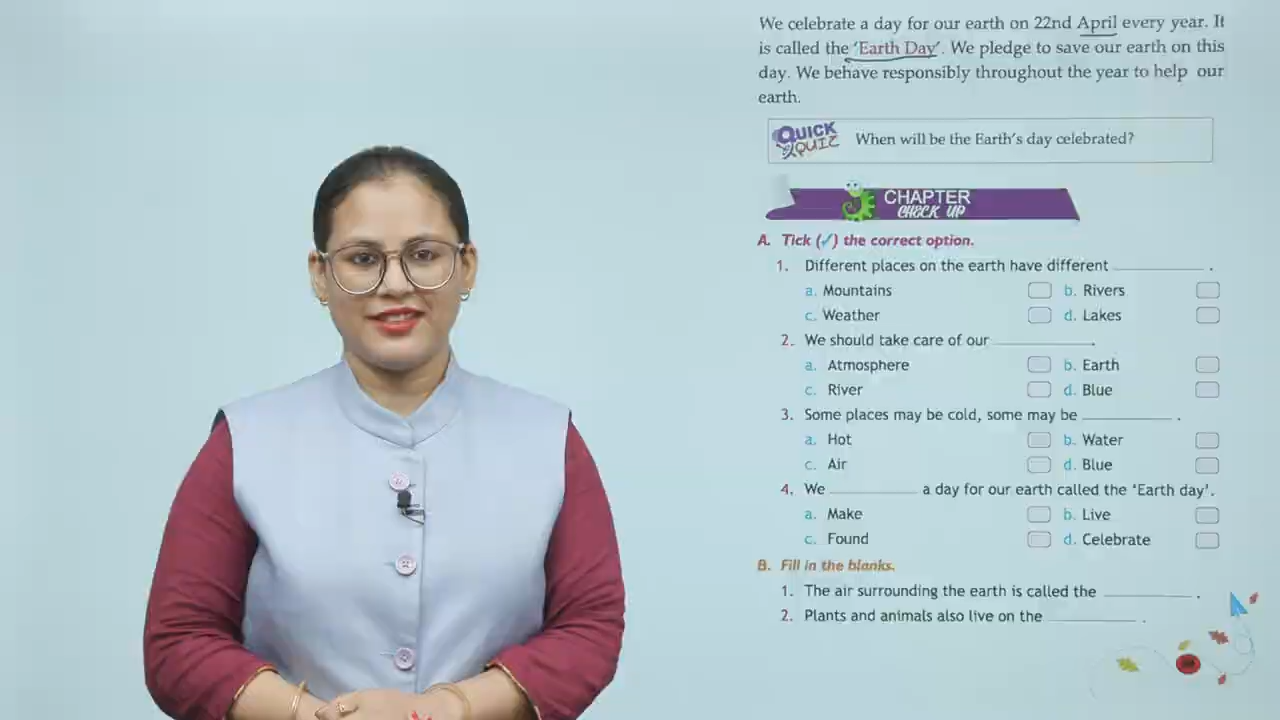 We celebrate a day for our earth on 22nd April every year. It
is called the 'Earth Day'. We pledge to save our earth on this
day. We behave responsibly throughout the year to help our
earth.
QUICK QUIZ When will be the Earth's day celebrated?
CHAPTER
CHECK UP
A. Tick (✓) the correct option.
1. Different places on the earth have different ________ .
a. Mountains b. Rivers
c. Weather d. Lakes
2. We should take care of our ________ .
a. Atmosphere b. Earth
c. River d. Blue
3. Some places may be cold, some may be ________ .
a. Hot b. Water
c. Air d. Blue
4. We ________ a day for our earth called the 'Earth day'.
a. Make b. Live
c. Found d. Celebrate
B. Fill in the blanks.
1. The air surrounding the earth is called the ________ .
2. Plants and animals also live on the ________ .